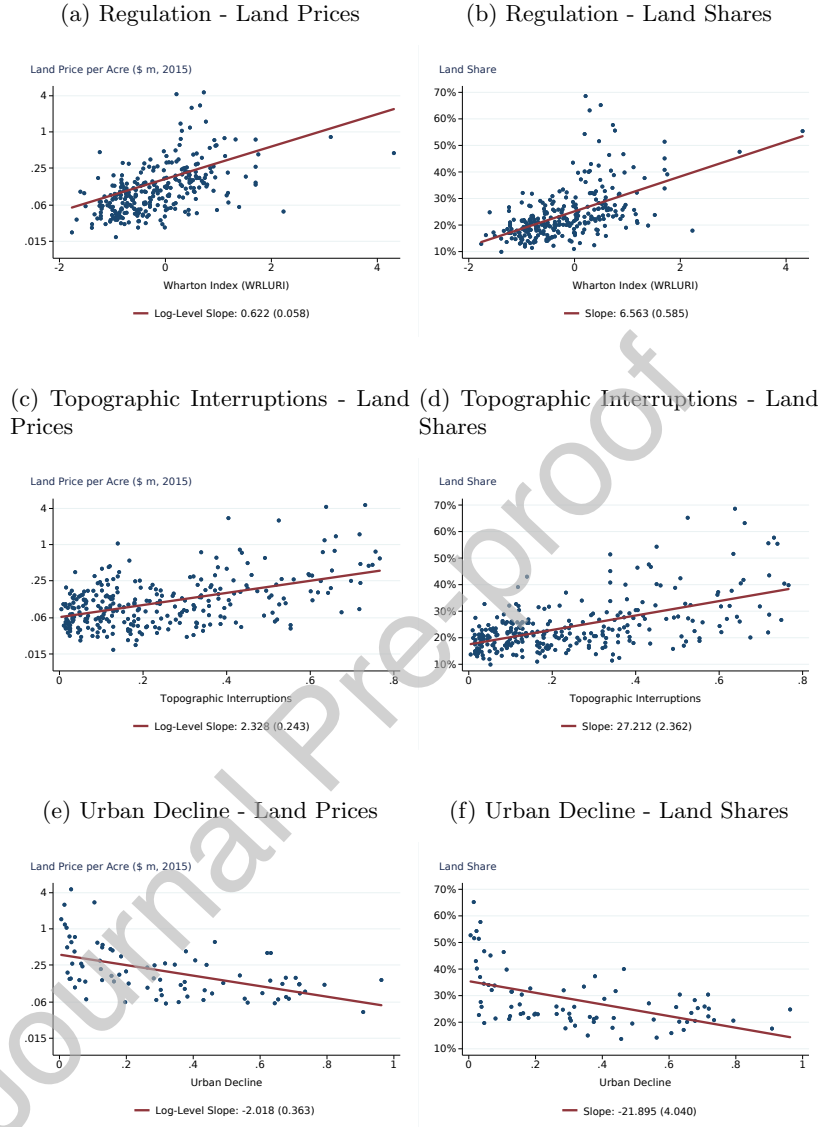 (a) Regulation - Land Prices
(b) Regulation - Land Shares
Land Price per Acre ($ m, 2015)
4
1
.25
.06
.015
-2
0
2
4
Wharton Index (WRLURI)
Log-Level Slope: 0.622 (0.058)
Land Share
70%
60%
50%
40%
30%
20%
10%
-2
0
2
4
Wharton Index (WRLURI)
Slope: 6.563 (0.585)
(c) Topographic Interruptions - Land
Prices
(d) Topographic Interruptions - Land
Shares
Land Price per Acre ($ m, 2015)
4
1
.25
.06
.015
0
.2
.4
.6
.8
Topographic Interruptions
Log-Level Slope: 2.328 (0.243)
Land Share
70%
60%
50%
40%
30%
20%
10%
0
.2
.4
.6
.8
Topographic Interruptions
Slope: 27.212 (2.362)
(e) Urban Decline - Land Prices
(f) Urban Decline - Land Shares
Land Price per Acre ($ m, 2015)
4
1
.25
.06
.015
0
.2
.4
.6
.8
1
Urban Decline
Log-Level Slope: -2.018 (0.363)
Land Share
70%
60%
50%
40%
30%
20%
10%
0
.2
.4
.6
.8
1
Urban Decline
Slope: -21.895 (4.040)
Journal Pre-proof